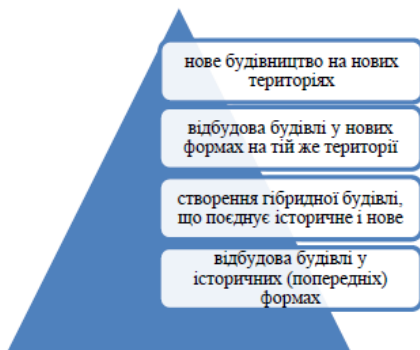 нове будівництво на нових
територіях
відбудова будівлі у нових
формах на тій же території
створення гібридної будівлі,
що поєднує історичне і нове
відбудова будівлі у
історичних (попередніх)
формах